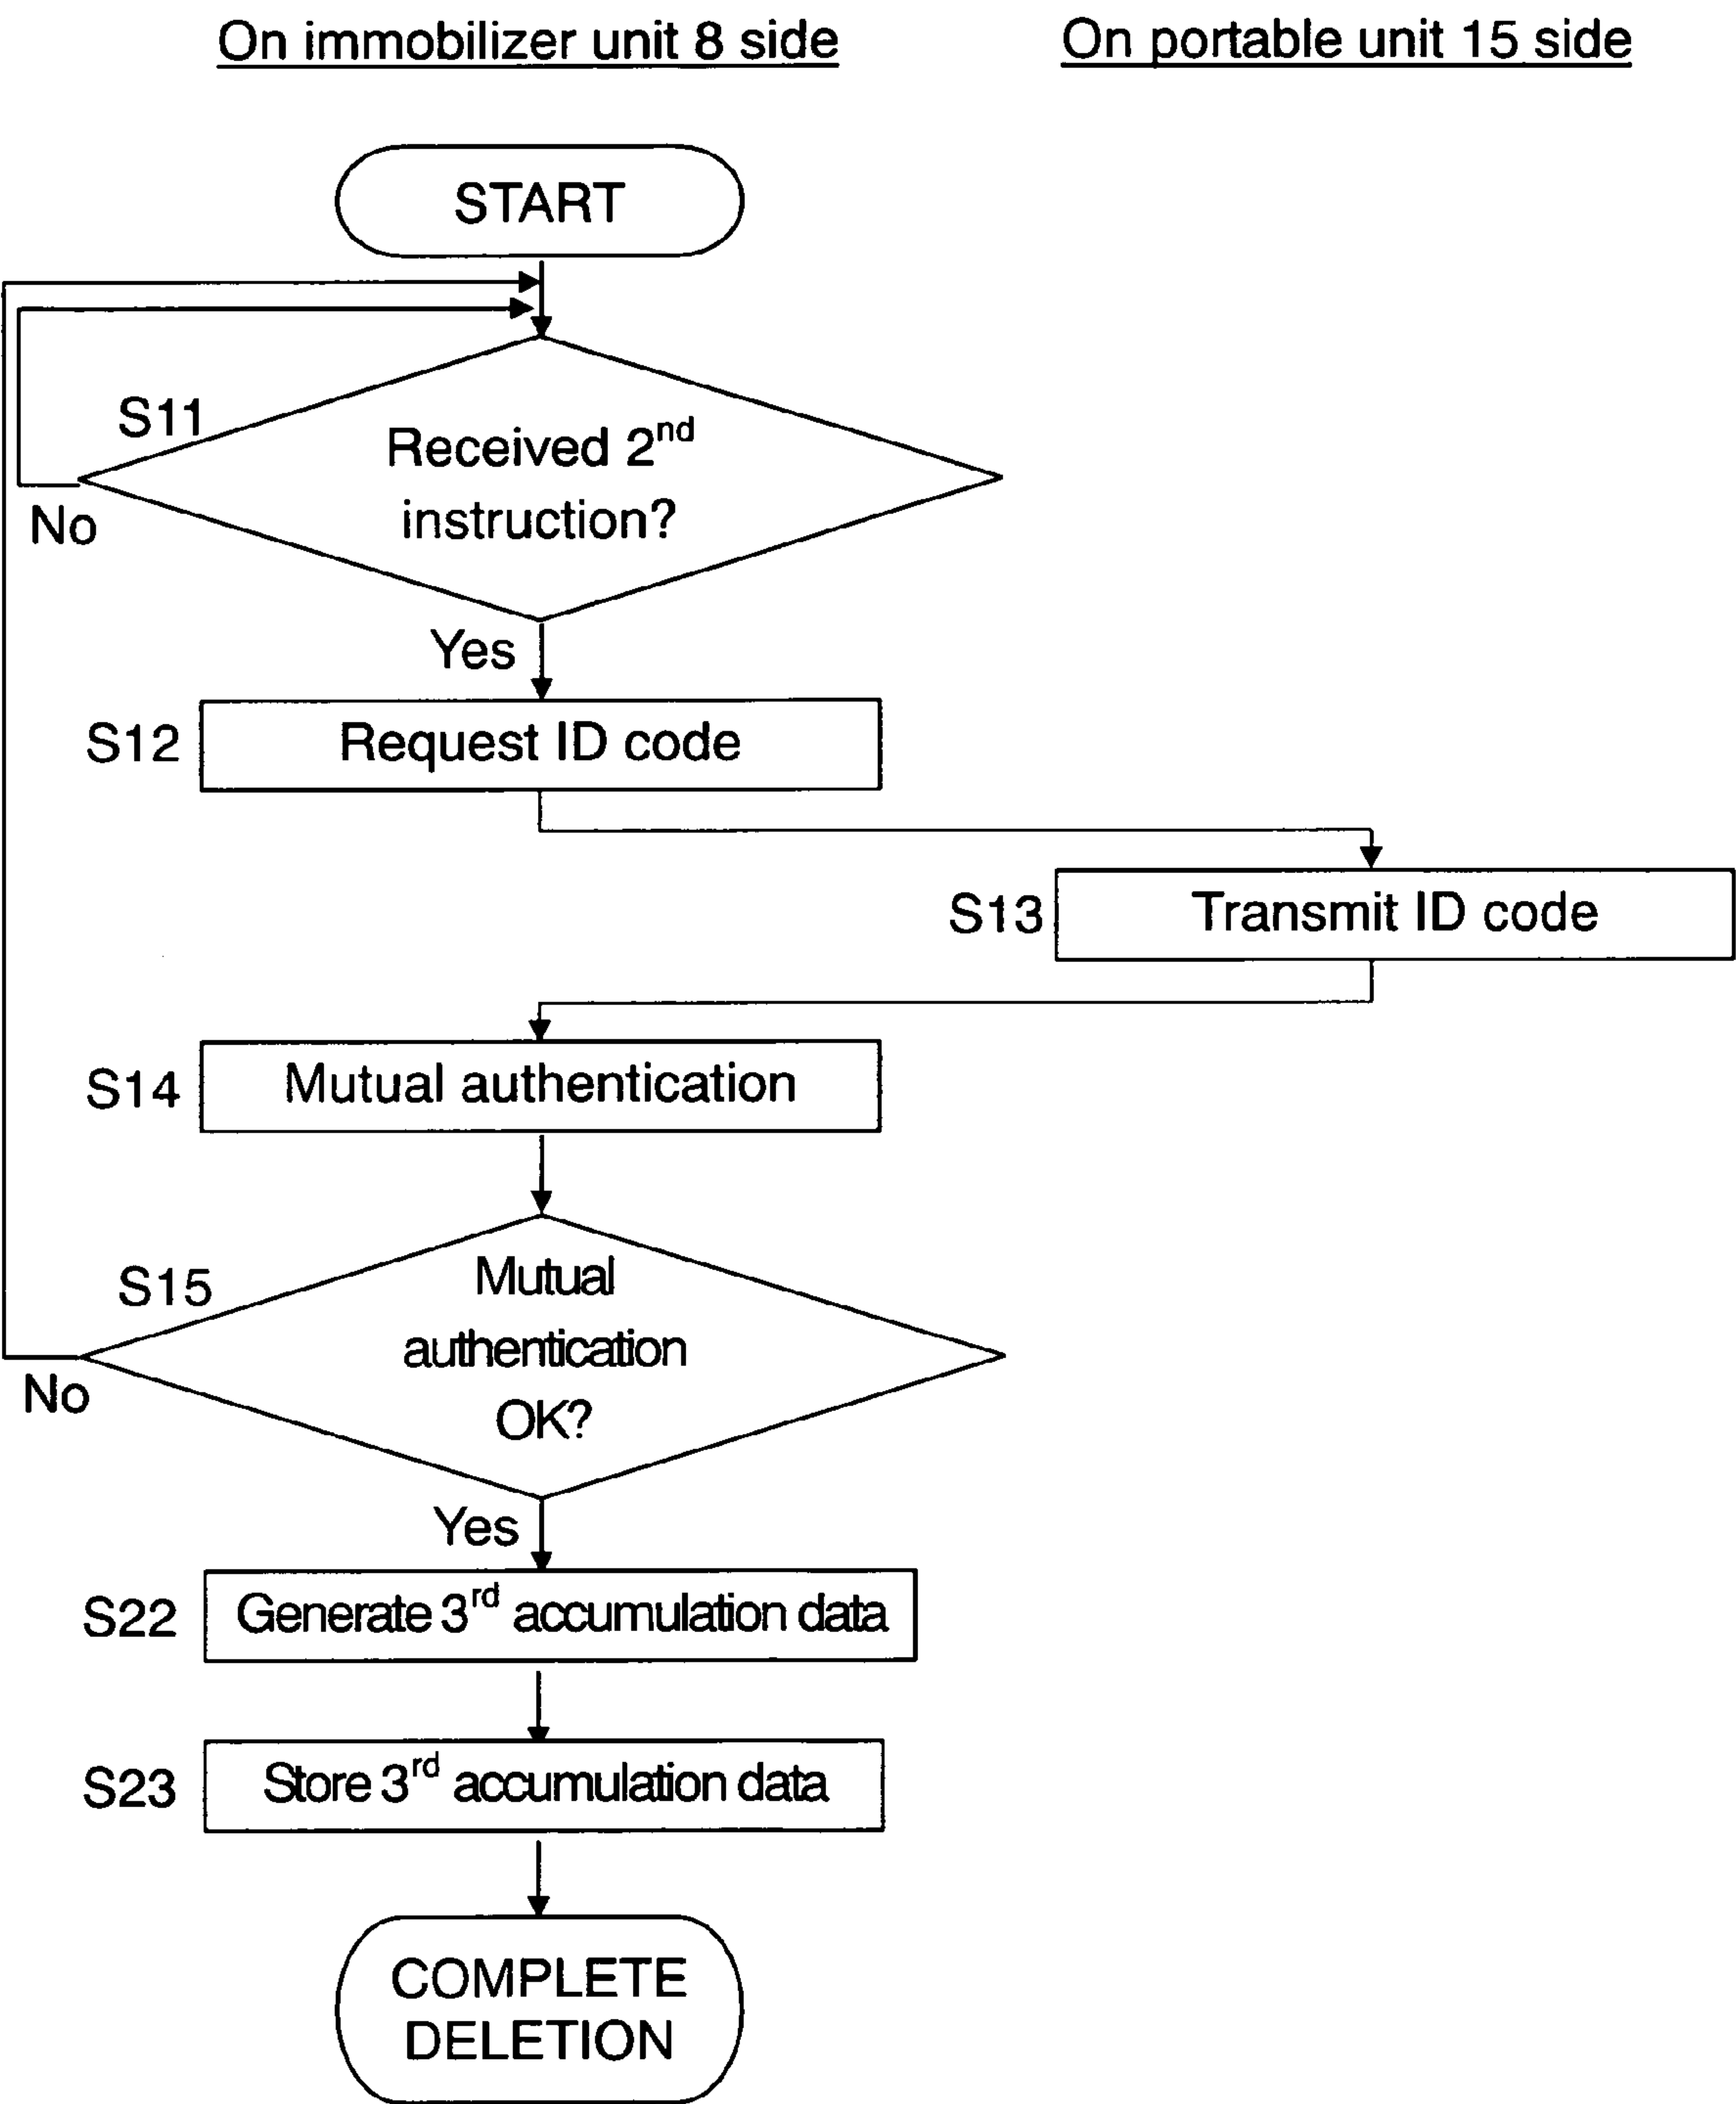 On immobilizer unit 8 side
On portable unit 15 side
START
S11
Received 2nd
instruction?
No
Yes
S12
Request ID code
S13
Transmit ID code
S14
Mutual authentication
S15
Mutual
authentication
OK?
No
Yes
S22
Generate 3rd accumulation data
S23
Store 3rd accumulation data
COMPLETE
DELETION